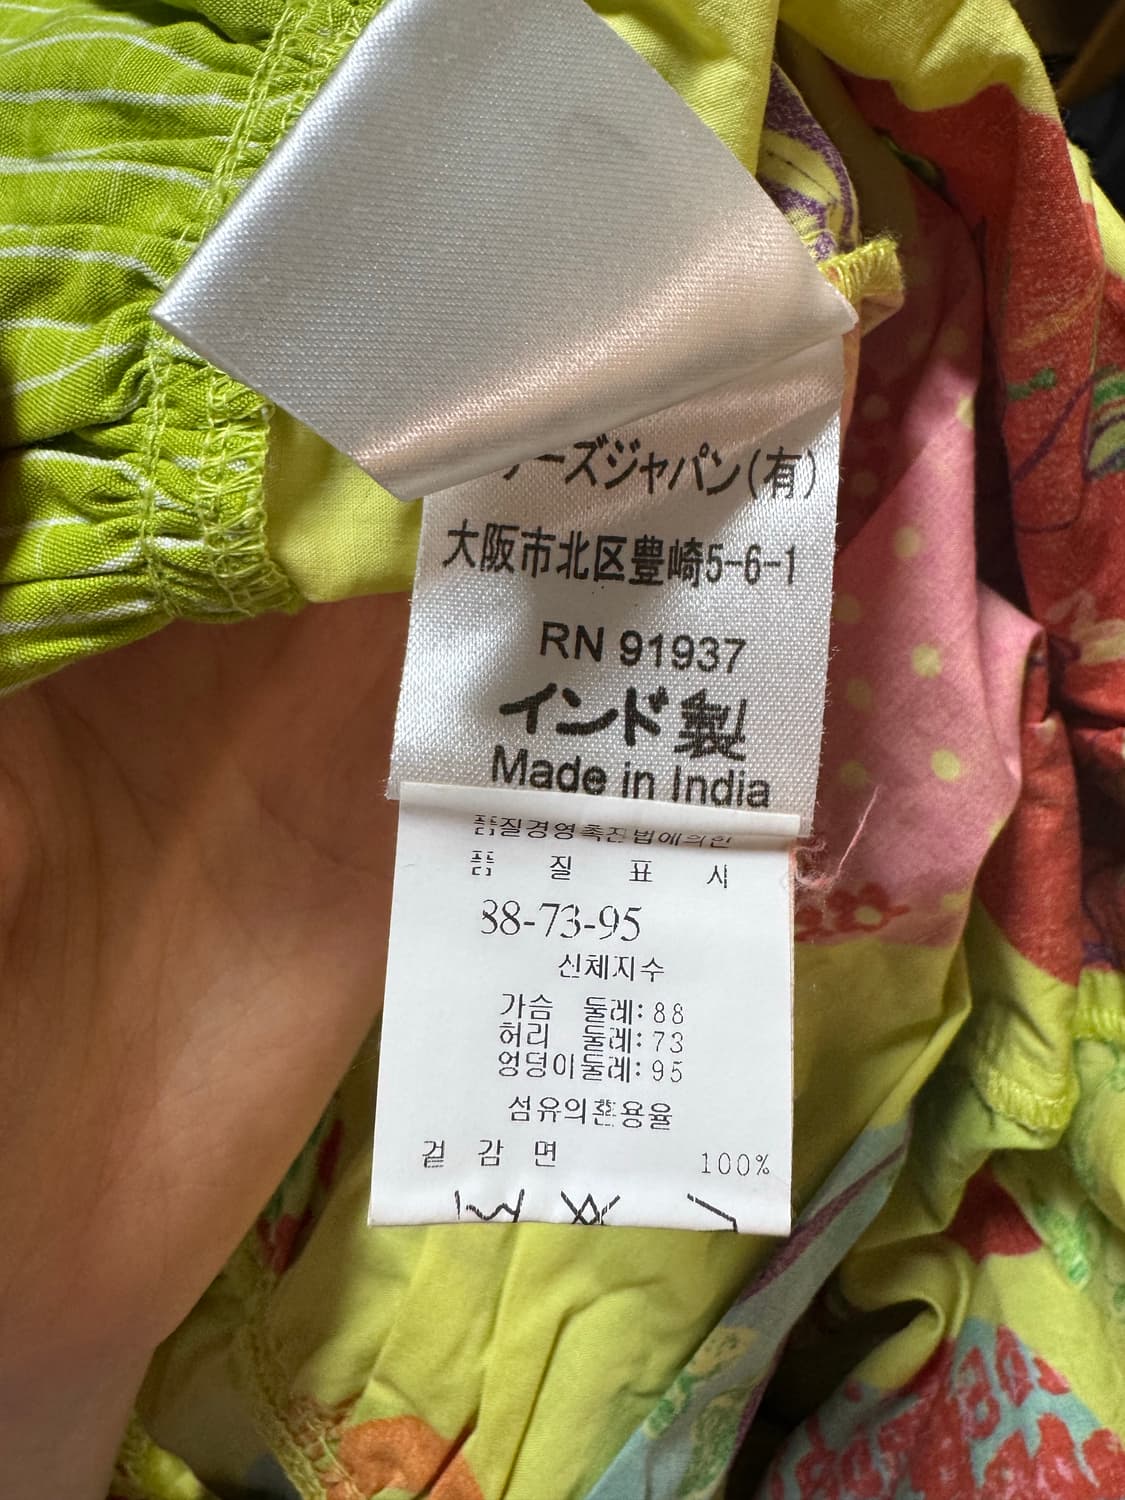 ーズジャパン(有)
大阪市北区豊崎5-6-1
RN 91937
インド製
Made in India
품질경영촉진법에의한
품 질 표 시
88-73-95
신체지수
가슴 둘레: 88
허리 둘레: 73
엉덩이둘레: 95
섬유의혼용율
겉 감 면 100%